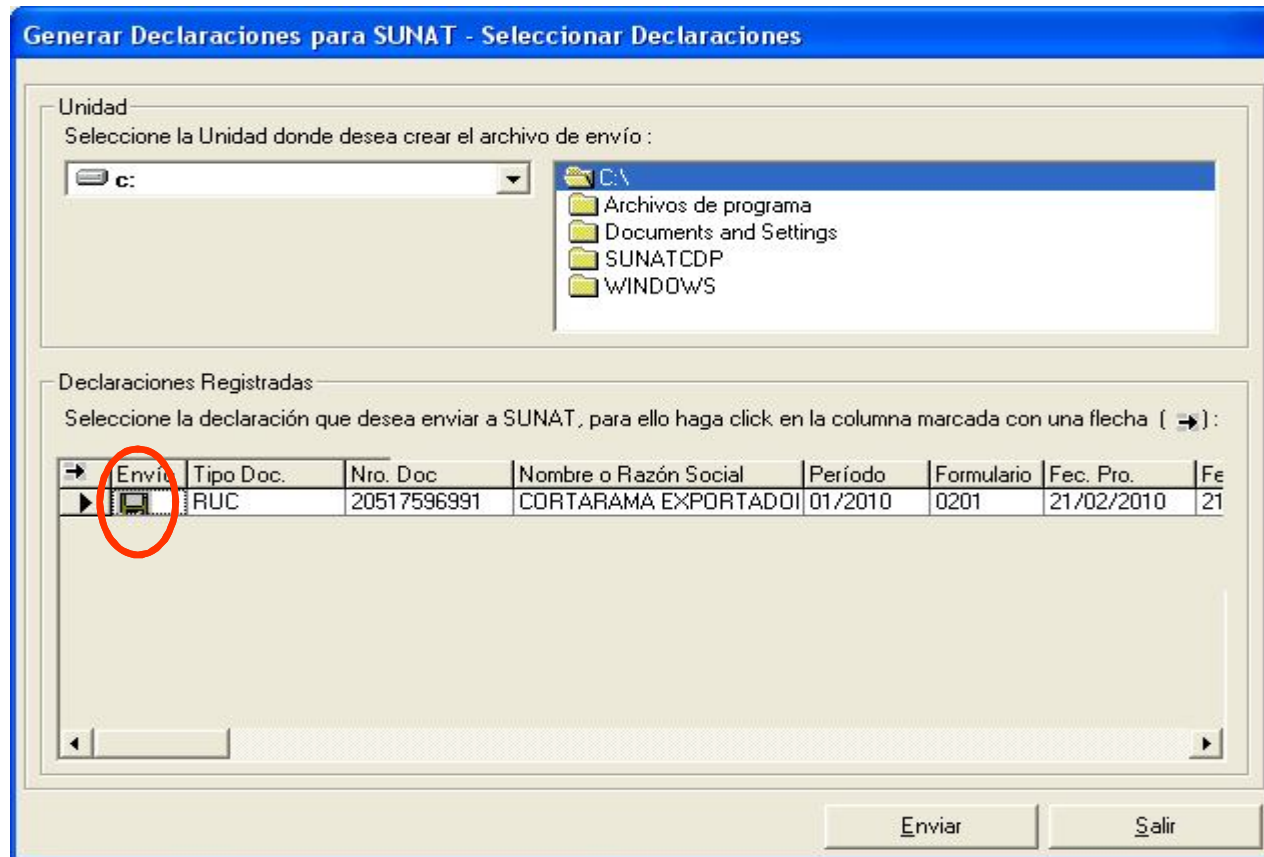 Generar Declaraciones para SUNAT - Seleccionar Declaraciones
Unidad
Seleccione la Unidad donde desea crear el archivo de envío :
c:
C:\
Archivos de programa
Documents and Settings
SUNATCDP
WINDOWS
Declaraciones Registradas
Seleccione la declaración que desea enviar a SUNAT, para ello haga click en la columna marcada con una flecha ( ➔ ) :
➔ Envío Tipo Doc. Nro. Doc Nombre o Razón Social Período Formulario Fec. Pro. Fe
RUC 20517596991 CORTARAMA EXPORTADOI 01/2010 0201 21/02/2010 21
Enviar Salir